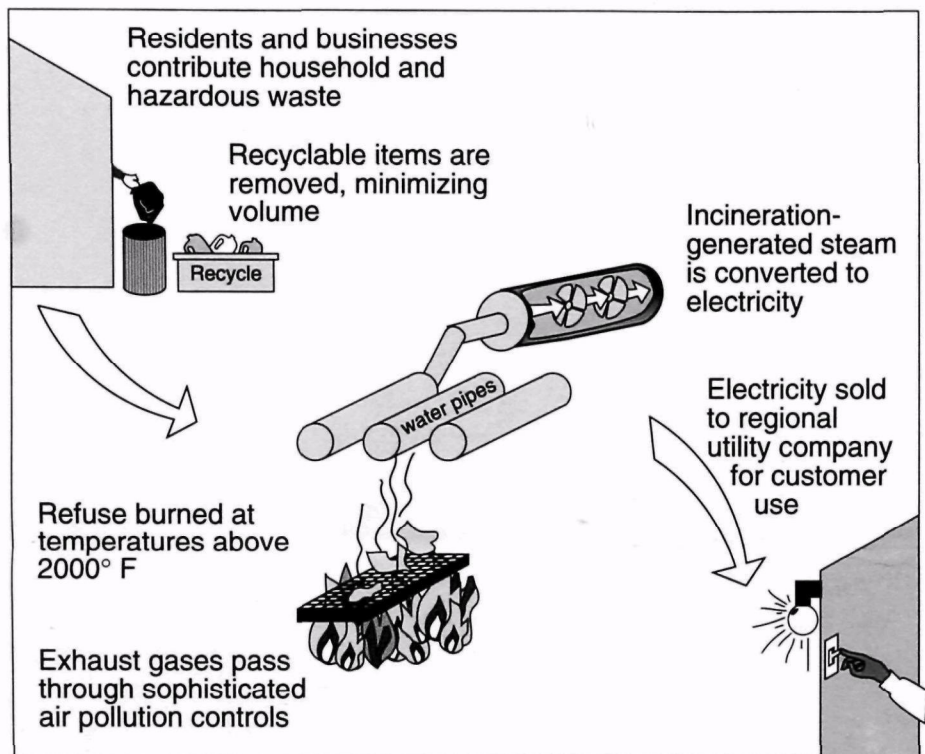 Residents and businesses
contribute household and
hazardous waste
Recyclable items are
removed, minimizing
volume
Recycle
Incineration-
generated steam
is converted to
electricity
water pipes
Electricity sold
to regional
utility company
for customer
use
Refuse burned at
temperatures above
2000° F
Exhaust gases pass
through sophisticated
air pollution controls